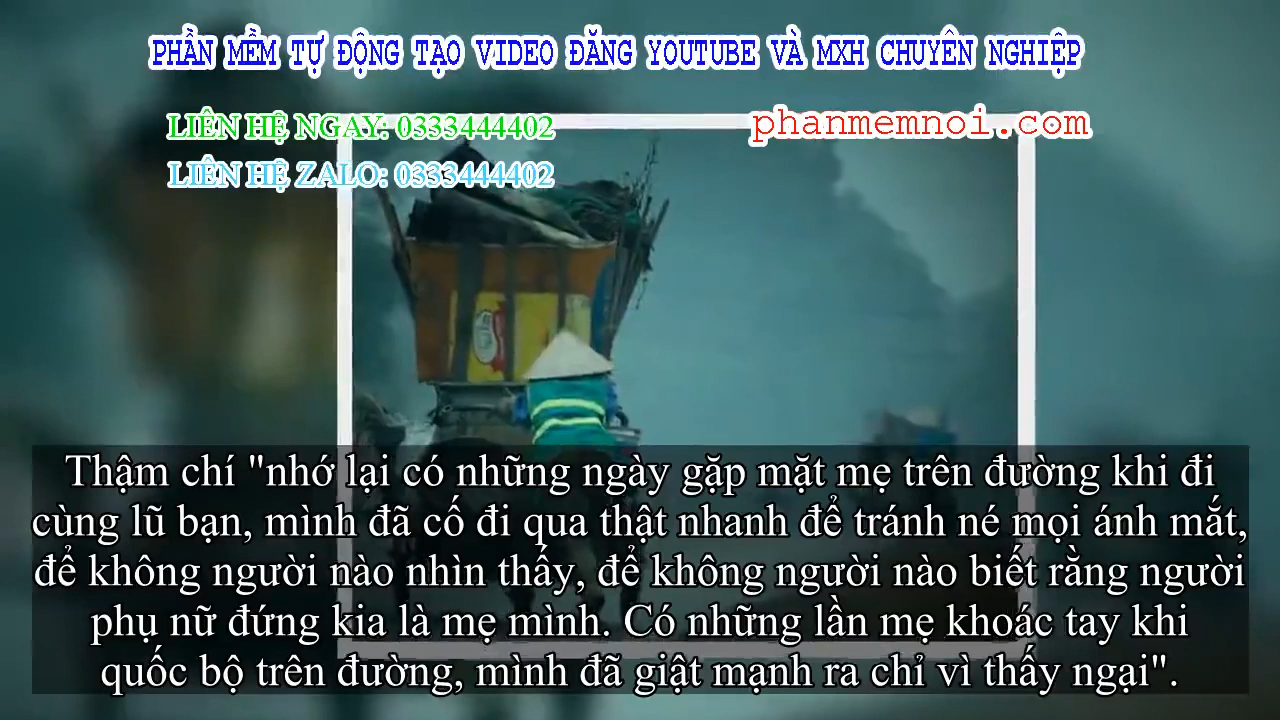 PHẦN MỀM TỰ ĐỘNG TẠO VIDEO ĐĂNG YOUTUBE VÀ MXH CHUYÊN NGHIỆP
LIÊN HỆ NGAY: 0333444402
phanmemnoi.com
LIÊN HỆ ZALO: 0333444402
Thậm chí "nhớ lại có những ngày gặp mặt mẹ trên đường khi đi
cùng lũ bạn, mình đã cố đi qua thật nhanh để tránh né mọi ánh mắt,
để không người nào nhìn thấy, để không người nào biết rằng người
phụ nữ đứng kia là mẹ mình. Có những lần mẹ khoác tay khi
quốc bộ trên đường, mình đã giật mạnh ra chỉ vì thấy ngại".